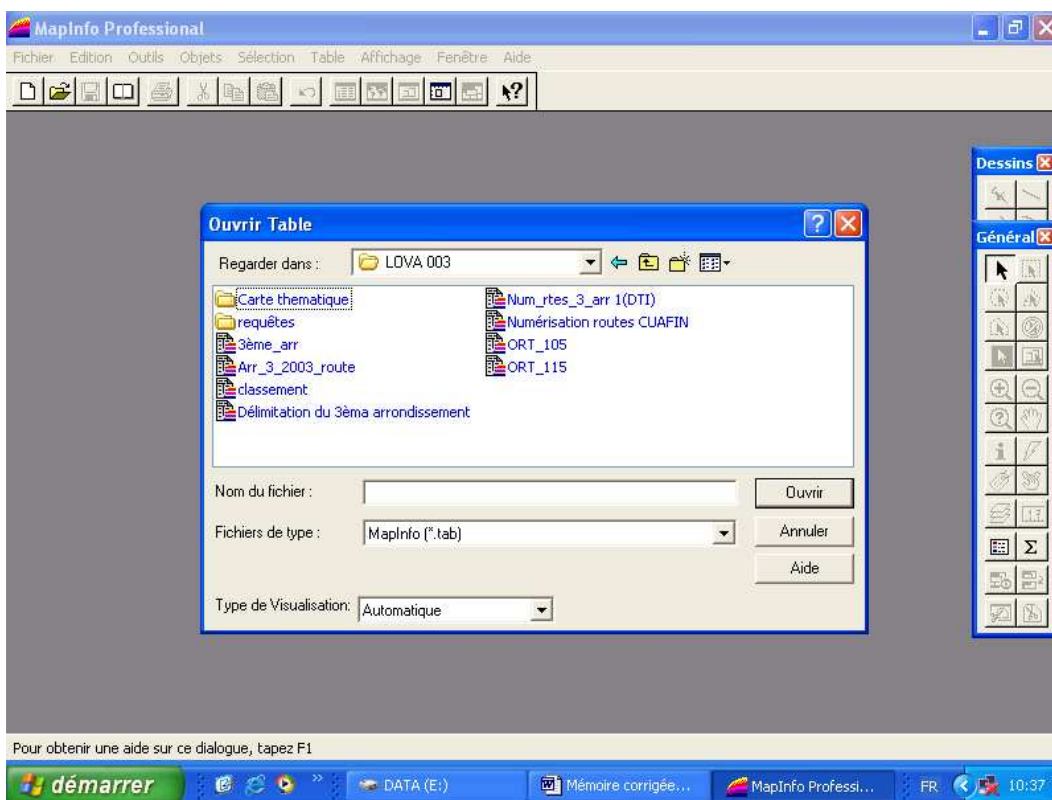 MapInfo Professional
Fichier Edition Outils Objets Sélection Table Affichage Fenêtre Aide
Dessins
Général
Ouvrir Table
Regarder dans :
LOVA 003
Carte thematique
requêtes
3ème_arr
Arr_3_2003_route
classement
Délimitation du 3èma arrondissement
Num_rtes_3_arr 1(DTI)
Numérisation routes CUAFIN
ORT_105
ORT_115
Nom du fichier :
Ouvrir
Fichiers de type :
MapInfo (*.tab)
Annuler
Aide
Type de Visualisation:
Automatique
Pour obtenir une aide sur ce dialogue, tapez F1
démarrer
DATA (E:)
Mémoire corrigée...
MapInfo Professi...
FR
10:37